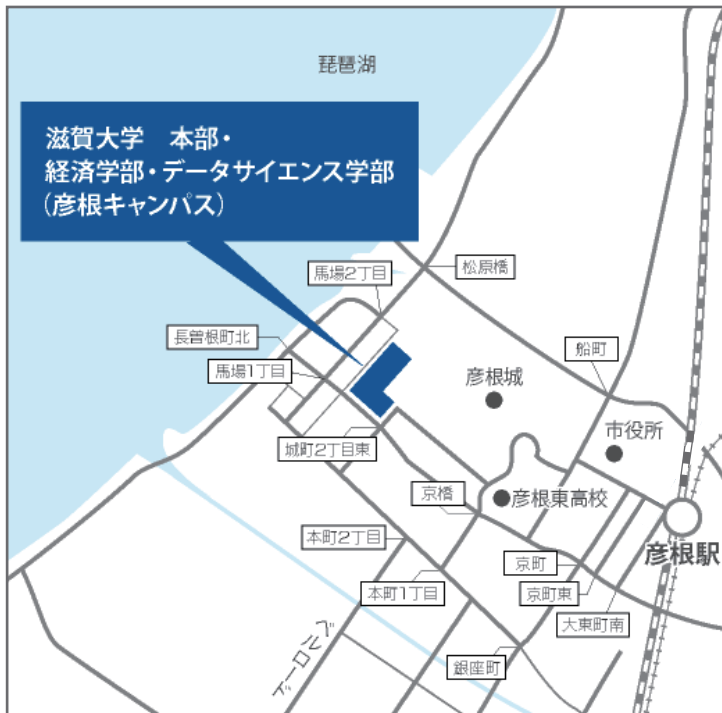 琵琶湖
滋賀大学　本部・
経済学部・データサイエンス学部
(彦根キャンパス)
馬場2丁目
松原橋
長曽根町北
馬場1丁目
船町
彦根城
市役所
城町2丁目東
京橋
彦根東高校
本町2丁目
彦根駅
京町
本町1丁目
京町東
大東町南
ベルロード
銀座町